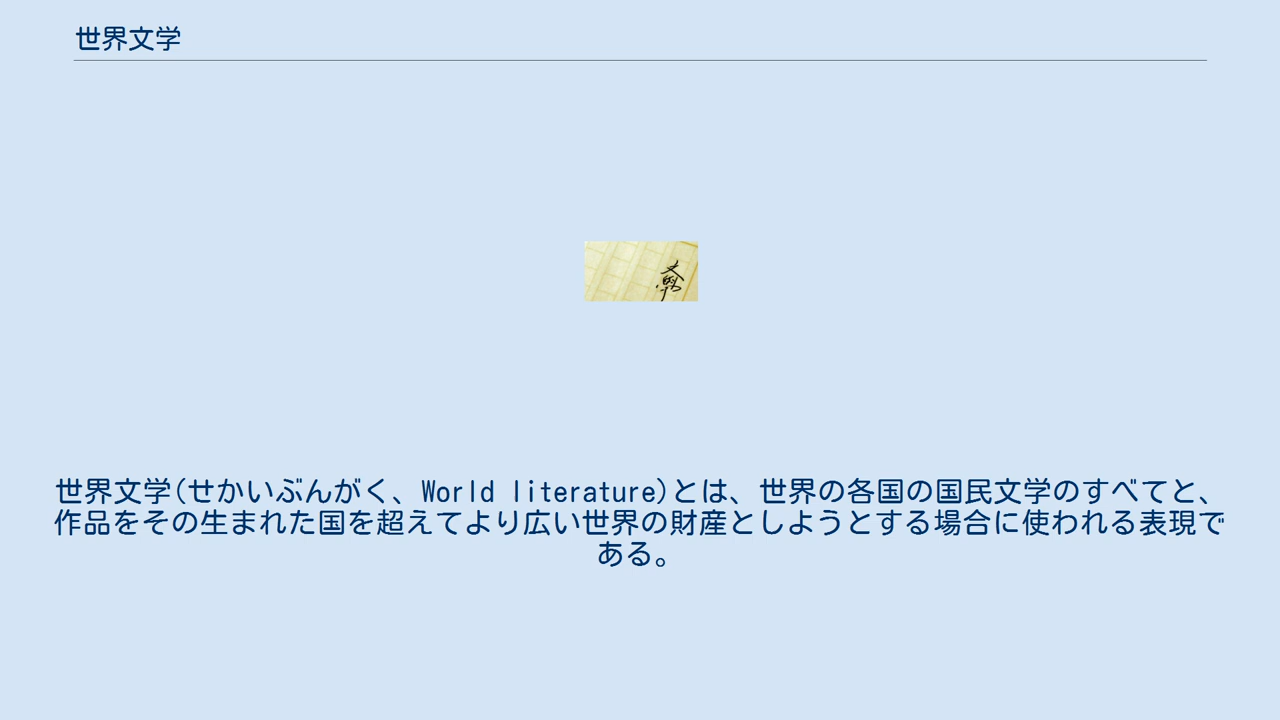 世界文学
文学
世界文学(せかいぶんがく、World literature)とは、世界の各国の国民文学のすべてと、
作品をその生まれた国を超えてより広い世界の財産としようとする場合に使われる表現で
ある。